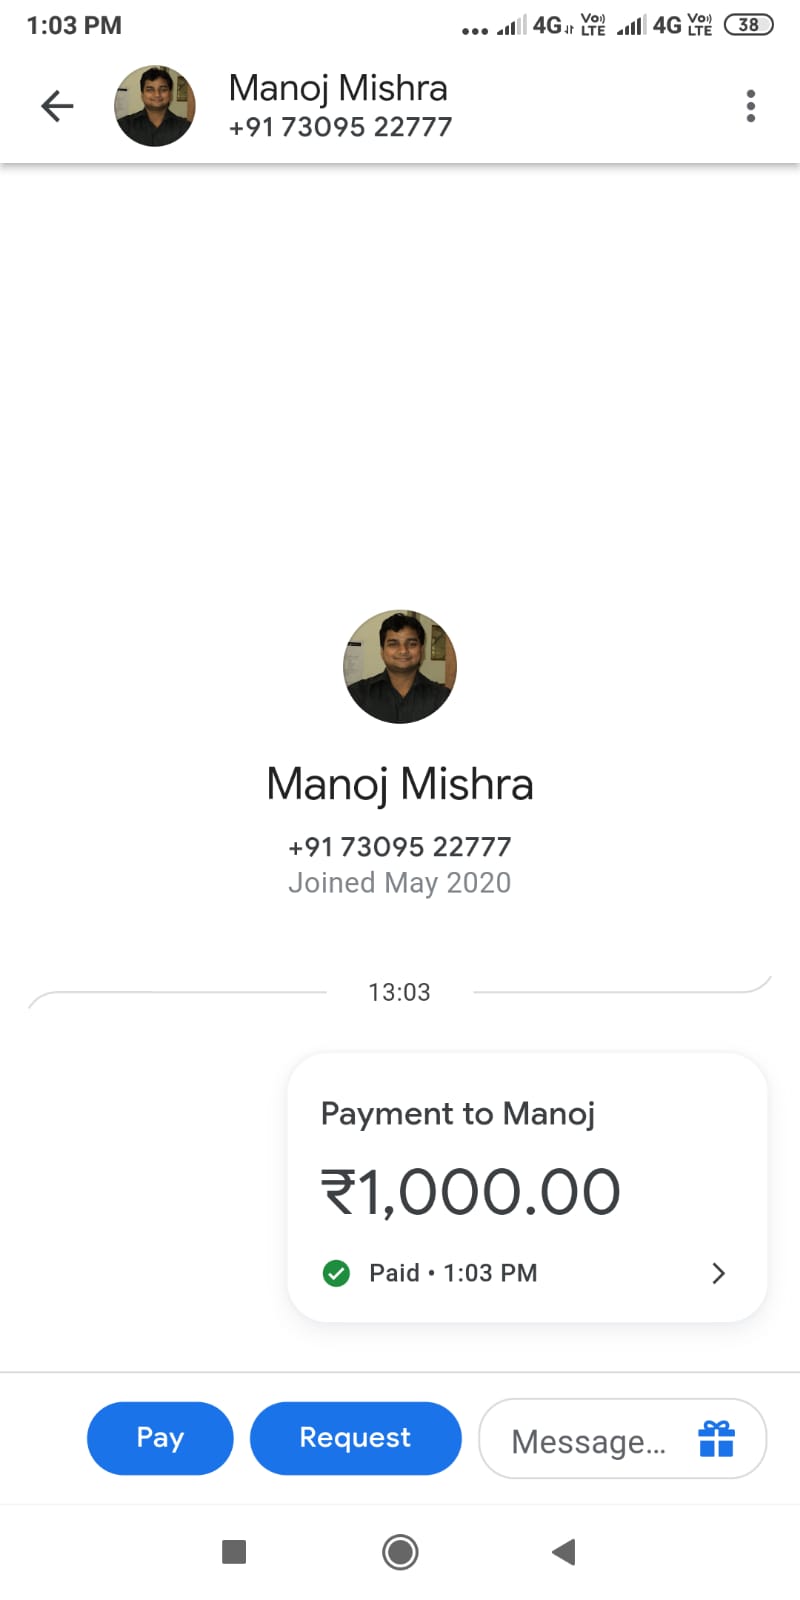 1:03 PM
4G Vo)) LTE 4G Vo)) LTE 38
Manoj Mishra
+91 73095 22777
Manoj Mishra
+91 73095 22777
Joined May 2020
13:03
Payment to Manoj
₹1,000.00
Paid • 1:03 PM
Pay
Request
Message...